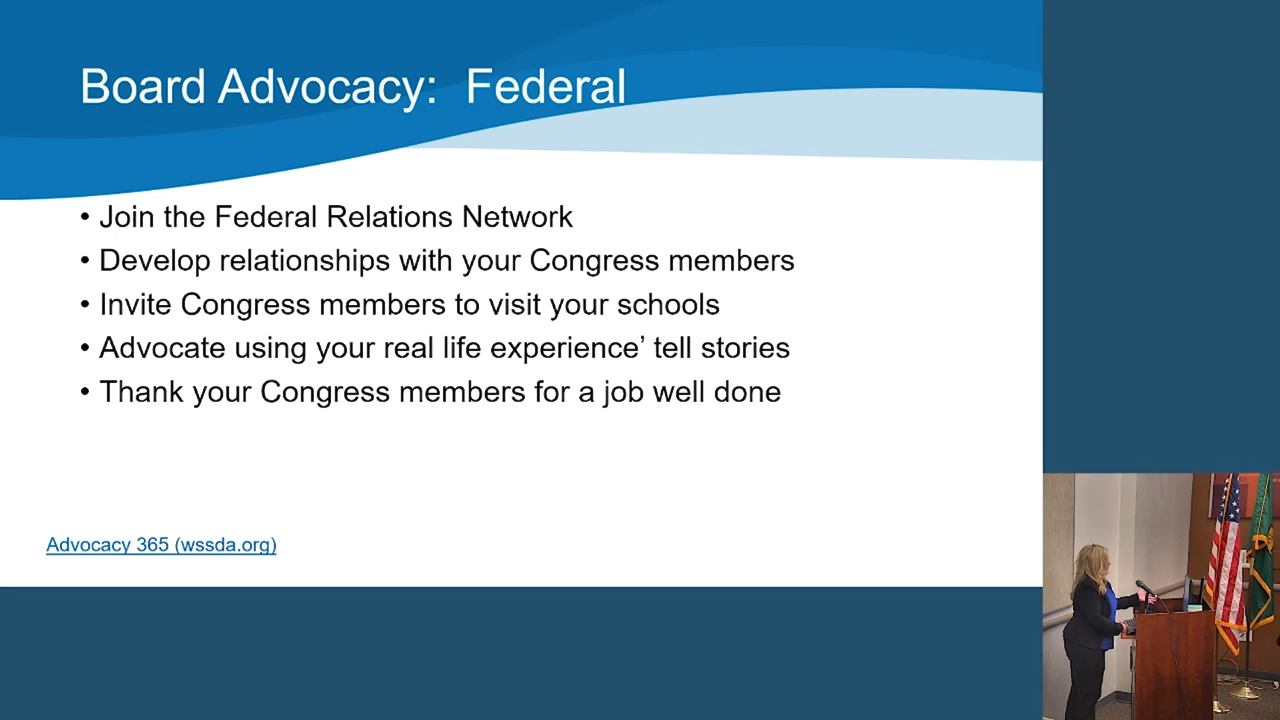 Board Advocacy: Federal
• Join the Federal Relations Network
• Develop relationships with your Congress members
• Invite Congress members to visit your schools
• Advocate using your real life experience’ tell stories
• Thank your Congress members for a job well done
Advocacy 365 (wssda.org)